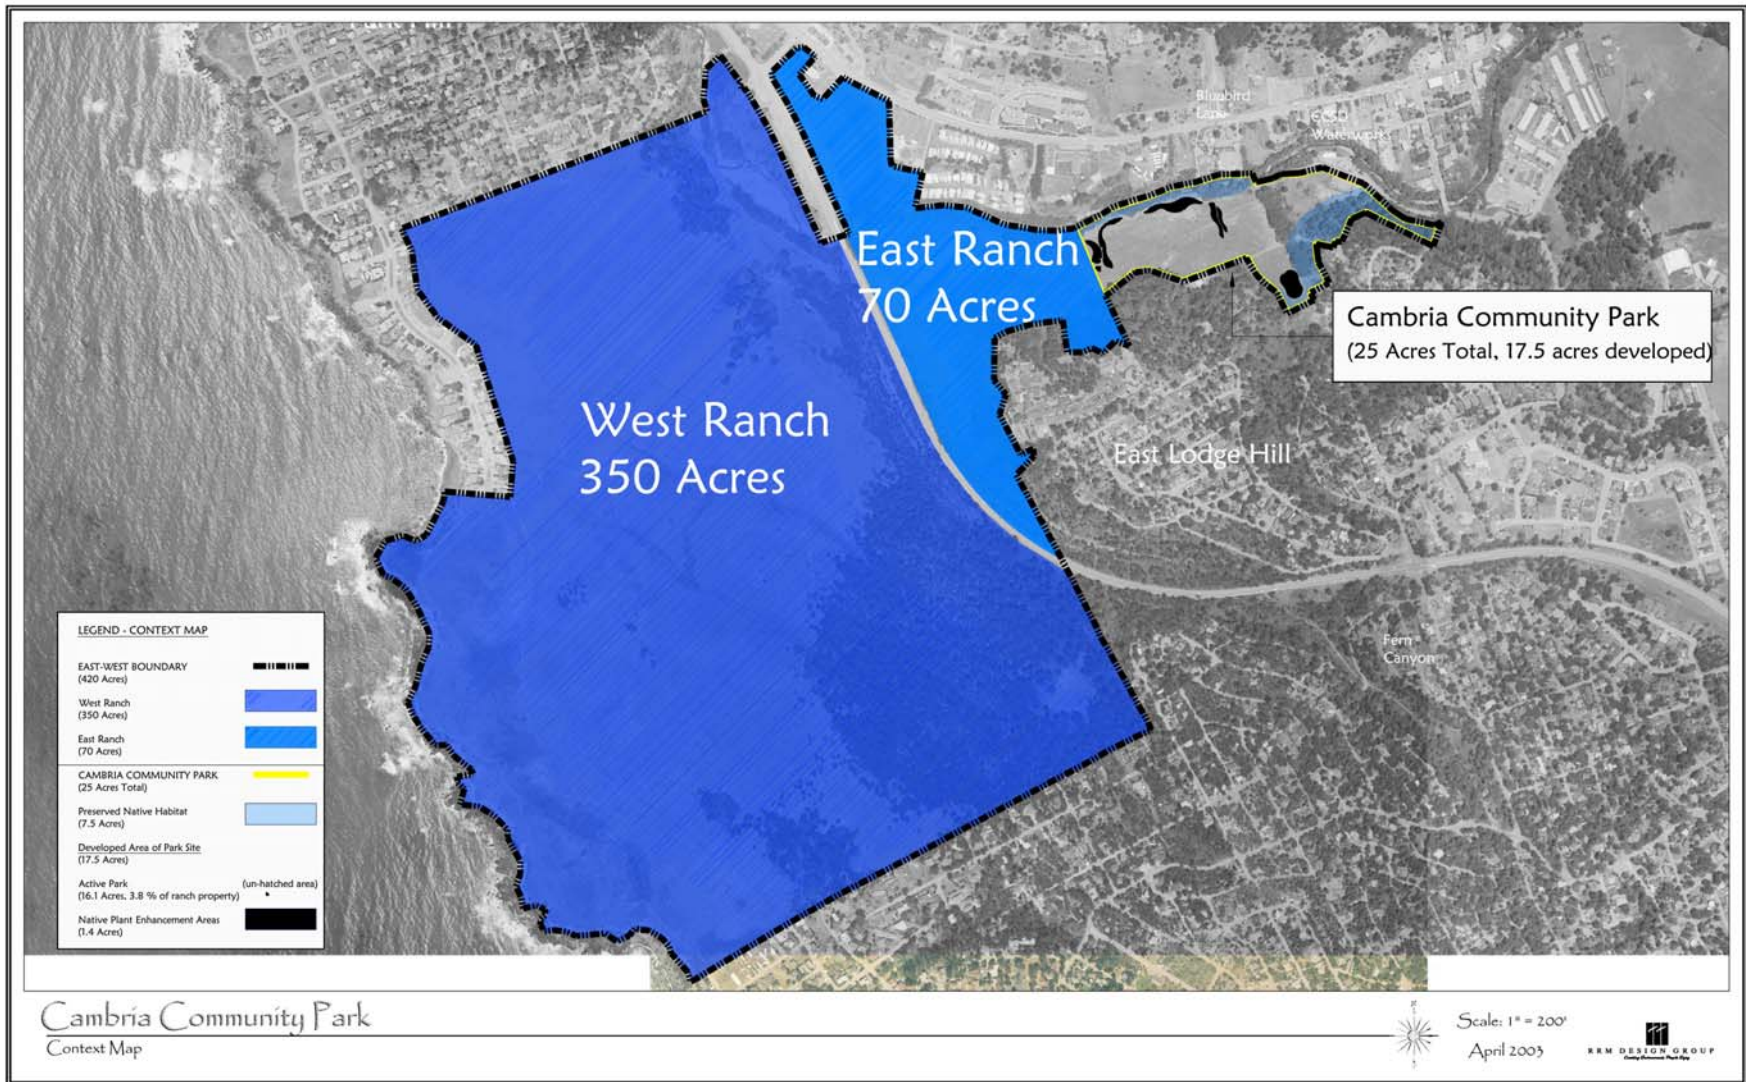 Bluebird
Lane
CCSD
Waterworks
East Ranch
70 Acres
Cambria Community Park
(25 Acres Total, 17.5 acres developed)
West Ranch
350 Acres
East Lodge Hill
Fern
Canyon
LEGEND - CONTEXT MAP
EAST-WEST BOUNDARY
(420 Acres)
West Ranch
(350 Acres)
East Ranch
(70 Acres)
CAMBRIA COMMUNITY PARK
(25 Acres Total)
Preserved Native Habitat
(7.5 Acres)
Developed Area of Park Site
(17.5 Acres)
Active Park (un-hatched area)
(16.1 Acres, 3.8 % of ranch property)
Native Plant Enhancement Areas
(1.4 Acres)
Cambria Community Park
Context Map
Scale: 1" = 200'
April 2003
RRM DESIGN GROUP